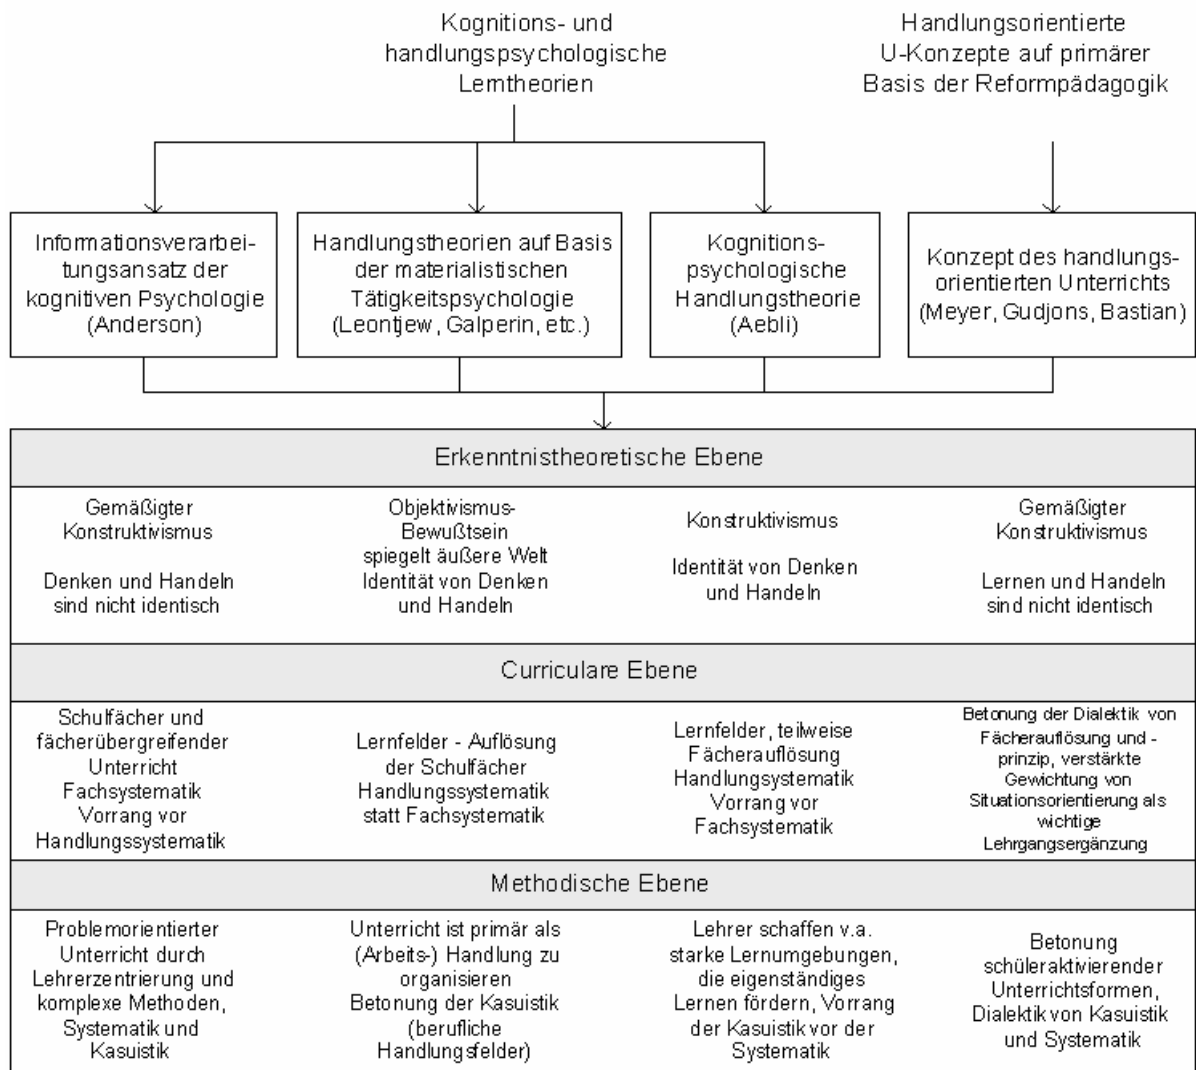 Kognitions- und
handlungspsychologische
Lerntheorien
Handlungsorientierte
U-Konzepte auf primärer
Basis der Reformpädagogik
Informationsverarbei-
tungsansatz der
kognitiven Psychologie
(Anderson)
Handlungstheorien auf Basis
der materialistischen
Tätigkeitspsychologie
(Leontjew, Galperin, etc.)
Kognitions-
psychologische
Handlungstheorie
(Aebli)
Konzept des handlungs-
orientierten Unterrichts
(Meyer, Gudjons, Bastian)
Erkenntnistheoretische Ebene
Gemäßigter
Konstruktivismus
Denken und Handeln
sind nicht identisch
Objektivismus-
Bewußtsein
spiegelt äußere Welt
Identität von Denken
und Handeln
Konstruktivismus
Identität von Denken
und Handeln
Gemäßigter
Konstruktivismus
Lernen und Handeln
sind nicht identisch
Curriculare Ebene
Schulfächer und
fächerübergreifender
Unterricht
Fachsystematik
Vorrang vor
Handlungssystematik
Lernfelder - Auflösung
der Schulfächer
Handlungssystematik
statt Fachsystematik
Lernfelder, teilweise
Fächerauflösung
Handlungsystematik
Vorrang vor
Fachsystematik
Betonung der Dialektik von
Fächerauflösung und -
prinzip, verstärkte
Gewichtung von
Situationsorientierung als
wichtige
Lehrgangsergänzung
Methodische Ebene
Problemorientierter
Unterricht durch
Lehrerzentrierung und
komplexe Methoden,
Systematik und
Kasuistik
Unterricht ist primär als
(Arbeits-) Handlung zu
organisieren
Betonung der Kasuistik
(berufliche
Handlungsfelder)
Lehrer schaffen v.a.
starke Lernumgebungen,
die eigenständiges
Lernen fördern, Vorrang
der Kasuistik vor der
Systematik
Betonung
schüleraktivierender
Unterrichtsformen,
Dialektik von Kasuistik
und Systematik